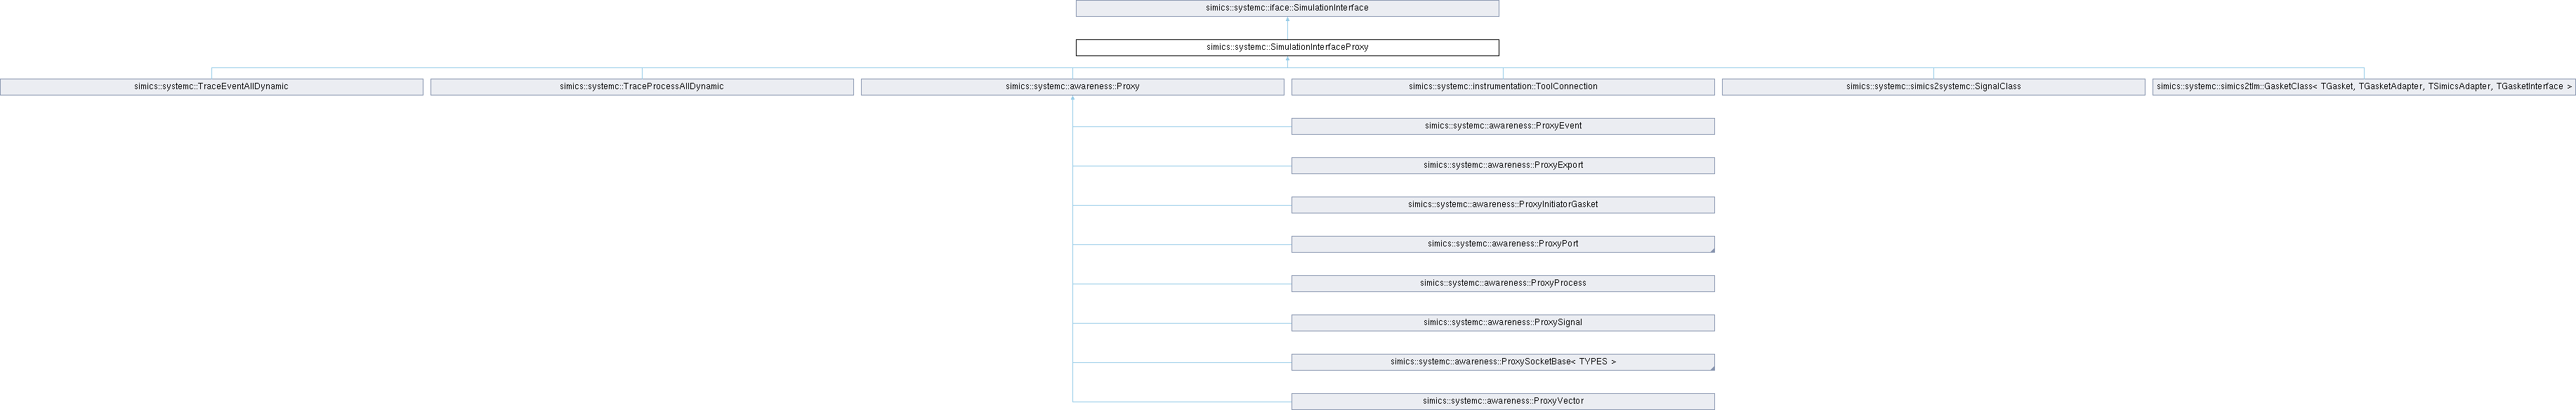 simics::systemc::iface::SimulationInterface
simics::systemc::SimulationInterfaceProxy
simics::systemc::TraceEventAllDynamic
simics::systemc::TraceProcessAllDynamic
simics::systemc::awareness::Proxy
simics::systemc::instrumentation::ToolConnection
simics::systemc::simics2systemc::SignalClass
simics::systemc::simics2tlm::GasketClass< TGasket, TGasketAdapter, TSimicsAdapter, TGasketInterface >
simics::systemc::awareness::ProxyEvent
simics::systemc::awareness::ProxyExport
simics::systemc::awareness::ProxyInitiatorGasket
simics::systemc::awareness::ProxyPort
simics::systemc::awareness::ProxyProcess
simics::systemc::awareness::ProxySignal
simics::systemc::awareness::ProxySocketBase< TYPES >
simics::systemc::awareness::ProxyVector